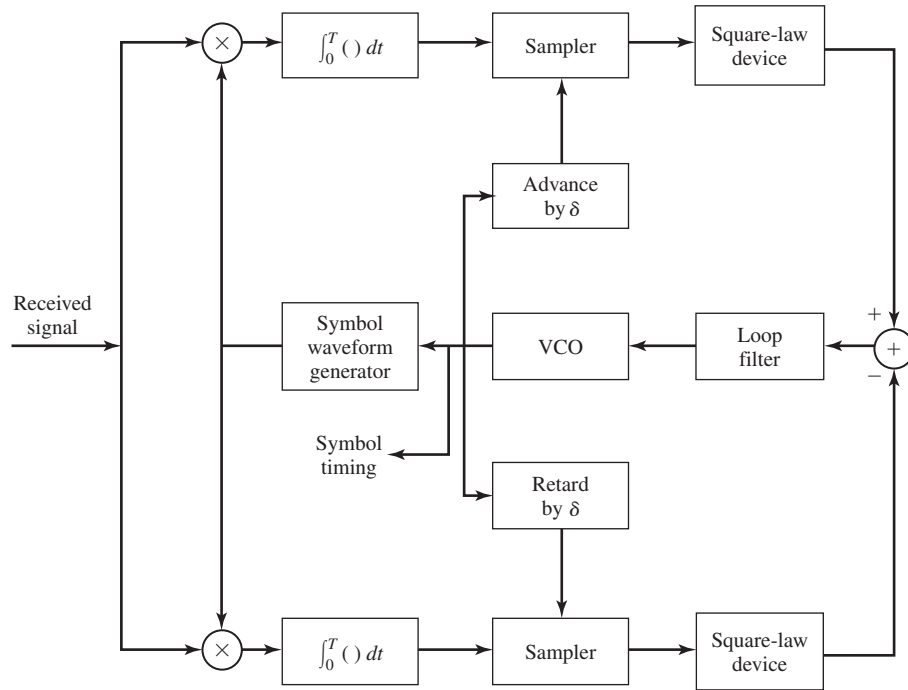 ×
∫₀ᵀ ( ) dt
Sampler
Square-law
device
Advance
by δ
Received
signal
Symbol
waveform
generator
VCO
Loop
filter
+
+
−
Symbol
timing
Retard
by δ
×
∫₀ᵀ ( ) dt
Sampler
Square-law
device